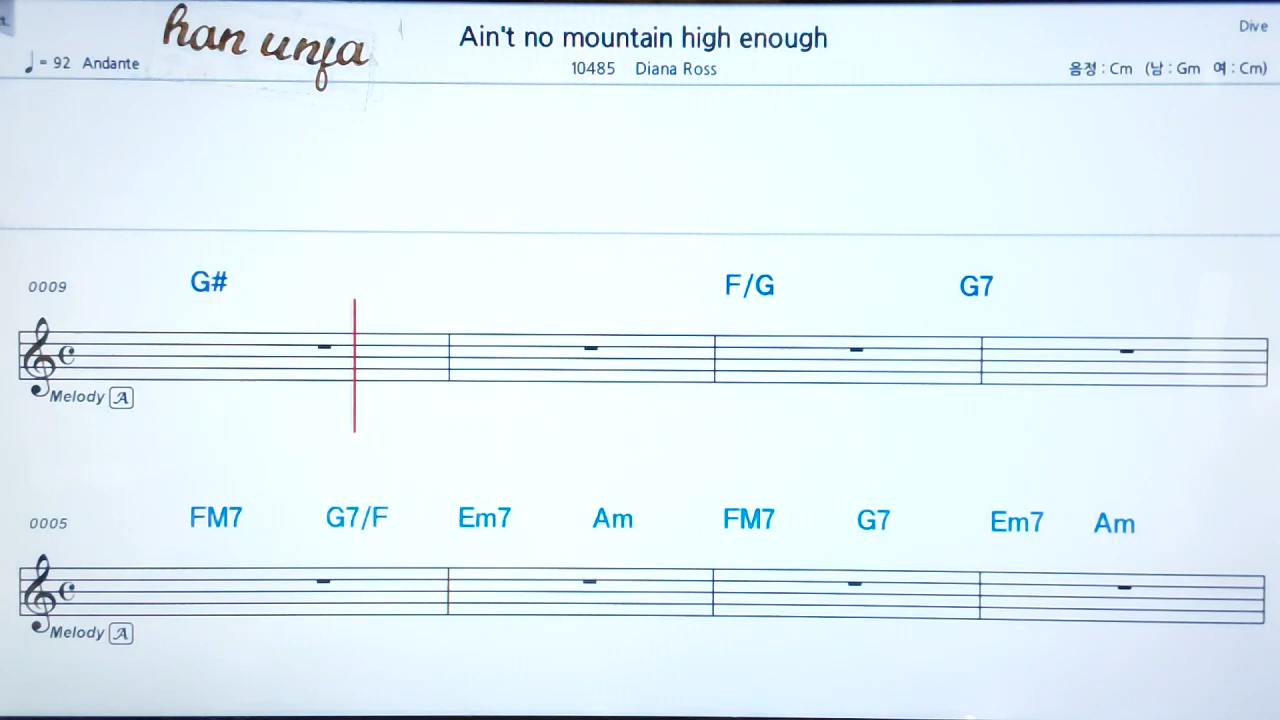 han unfa
Ain't no mountain high enough
Dive
♩ = 92 Andante
10485 Diana Ross
음정 : Cm (남 : Gm 여 : Cm)
0009 G# F/G G7
Melody A
0005 FM7 G7/F Em7 Am FM7 G7 Em7 Am
Melody A